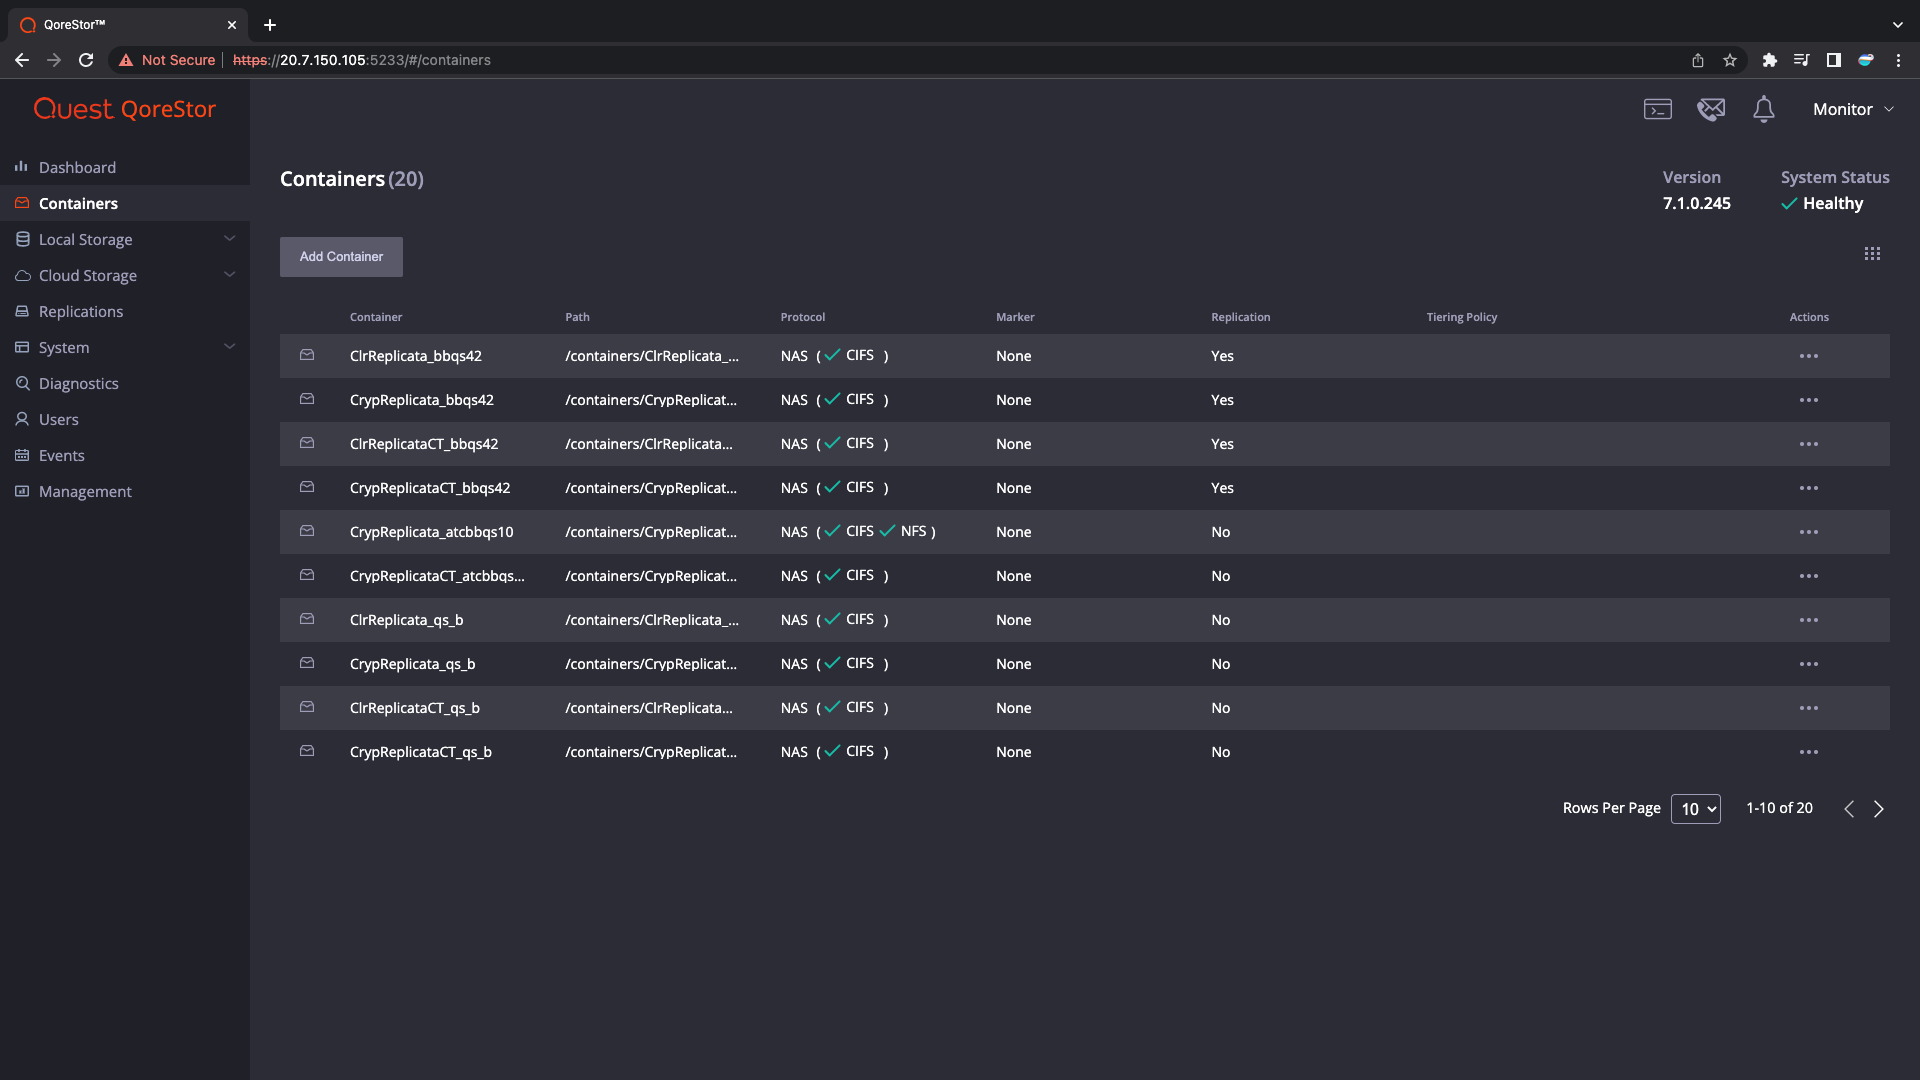 QoreStor™
Not Secure https://20.7.150.105:5233/#/containers
Quest QoreStor
Monitor
Dashboard
Containers
Local Storage
Cloud Storage
Replications
System
Diagnostics
Users
Events
Management
Containers (20)
Version
7.1.0.245
System Status
Healthy
Add Container
Container Path Protocol Marker Replication Tiering Policy Actions
ClrReplicata_bbqs42 /containers/ClrReplicata_... NAS ( CIFS ) None Yes
CrypReplicata_bbqs42 /containers/CrypReplicat... NAS ( CIFS ) None Yes
ClrReplicataCT_bbqs42 /containers/ClrReplicata... NAS ( CIFS ) None Yes
CrypReplicataCT_bbqs42 /containers/CrypReplicat... NAS ( CIFS ) None Yes
CrypReplicata_atcbbqs10 /containers/CrypReplicat... NAS ( CIFS NFS ) None No
CrypReplicataCT_atcbbqs... /containers/CrypReplicat... NAS ( CIFS ) None No
ClrReplicata_qs_b /containers/ClrReplicata_... NAS ( CIFS ) None No
CrypReplicata_qs_b /containers/CrypReplicat... NAS ( CIFS ) None No
ClrReplicataCT_qs_b /containers/ClrReplicata... NAS ( CIFS ) None No
CrypReplicataCT_qs_b /containers/CrypReplicat... NAS ( CIFS ) None No
Rows Per Page 10 1-10 of 20